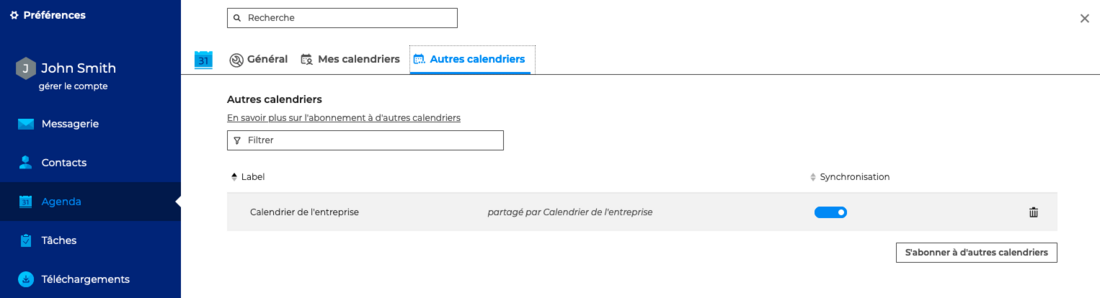 Préférences
Recherche
J John Smith
gérer le compte
31 Général Mes calendriers Autres calendriers
Autres calendriers
En savoir plus sur l'abonnement à d'autres calendriers
Filtrer
Messagerie
Contacts
31 Agenda
Tâches
Téléchargements
Label Synchronisation
Calendrier de l'entreprise partagé par Calendrier de l'entreprise
S'abonner à d'autres calendriers